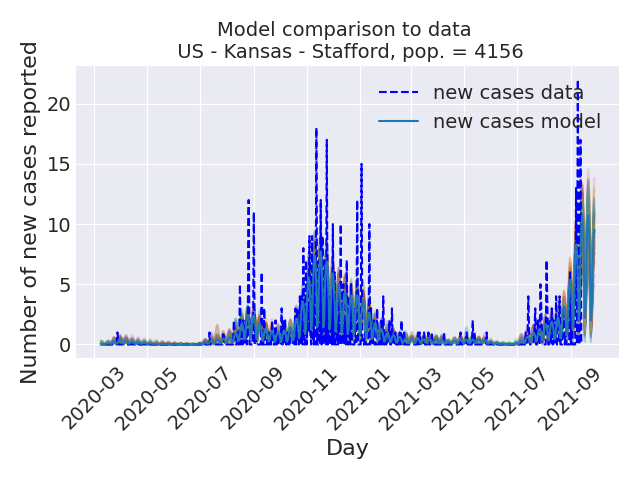 Model comparison to data
US - Kansas - Stafford, pop. = 4156
Number of new cases reported
20
15
10
5
0
new cases data
new cases model
2020-03
2020-05
2020-07
2020-09
2020-11
2021-01
2021-03
2021-05
2021-07
2021-09
Day